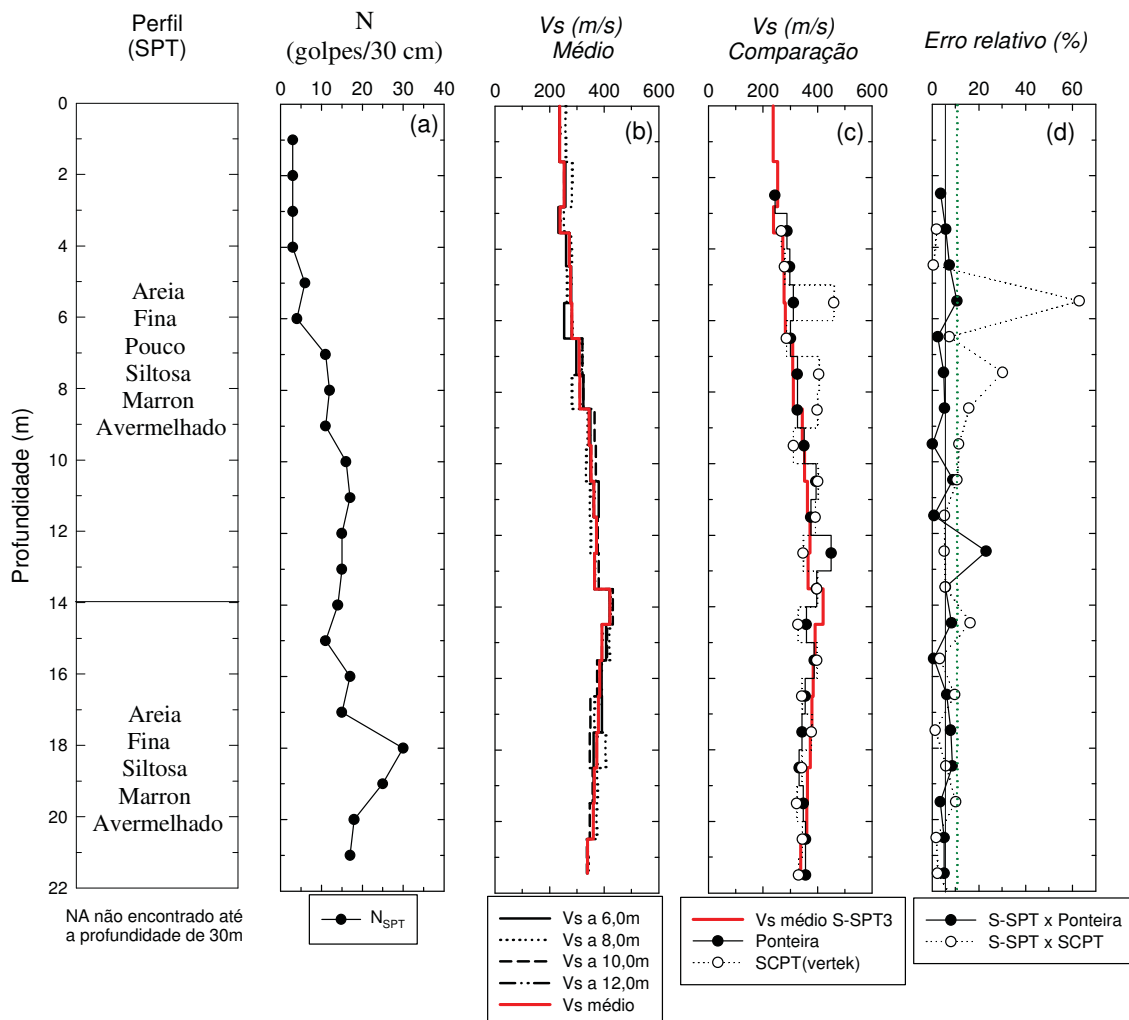 Perfil
(SPT)
N
(golpes/30 cm)
Vs (m/s)
Médio
Vs (m/s)
Comparação
Erro relativo (%)
0 10 20 30 40
0 200 400 600
0 200 400 600
0 20 40 60
(a)
(b)
(c)
(d)
Profundidade (m)
0
2
4
6
8
10
12
14
16
18
20
22
Areia
Fina
Pouco
Siltosa
Marron
Avermelhado
Areia
Fina
Siltosa
Marron
Avermelhado
NA não encontrado até
a profundidade de 30m
NSPT
Vs a 6,0m
Vs a 8,0m
Vs a 10,0m
Vs a 12,0m
Vs médio
Vs médio S-SPT3
Ponteira
SCPT(vertek)
S-SPT x Ponteira
S-SPT x SCPT